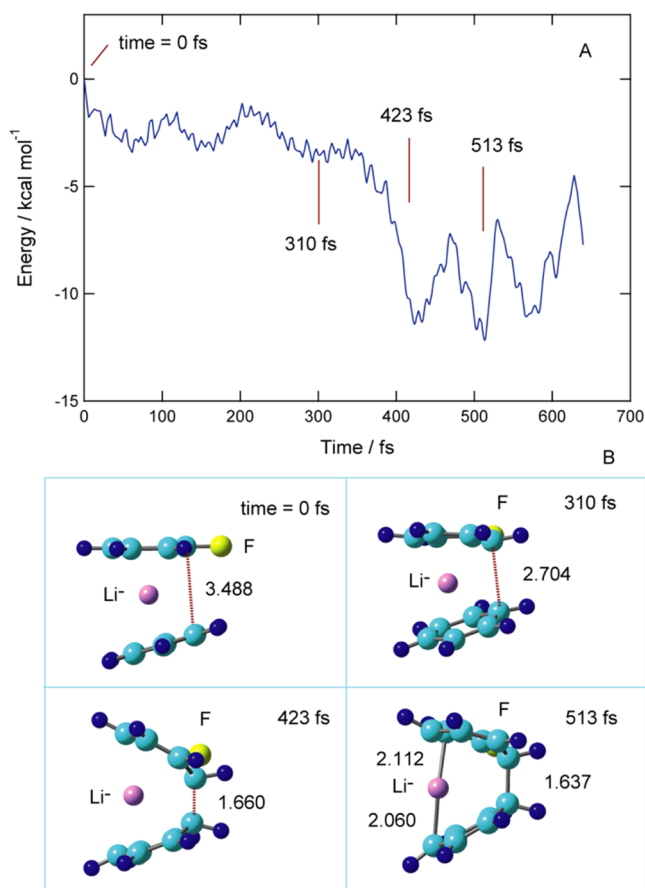 time = 0 fs
A
0
423 fs
513 fs
-5
310 fs
-10
-15
Energy / kcal mol⁻¹
0 100 200 300 400 500 600 700
Time / fs
B
time = 0 fs
F
Li⁻
3.488
F
310 fs
Li⁻
2.704
F
423 fs
Li⁻
1.660
F
513 fs
2.112
Li⁻
1.637
2.060